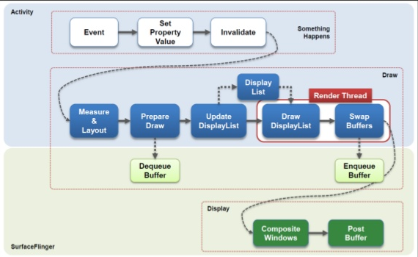 Activity
Event
Set
Property
Value
Invalidate
Something
Happens
Draw
Display
List
Render Thread
Measure
&
Layout
Prepare
Draw
Update
DisplayList
Draw
DisplayList
Swap
Buffers
Dequeue
Buffer
Enqueue
Buffer
Display
Composite
Windows
Post
Buffer
SurfaceFlinger